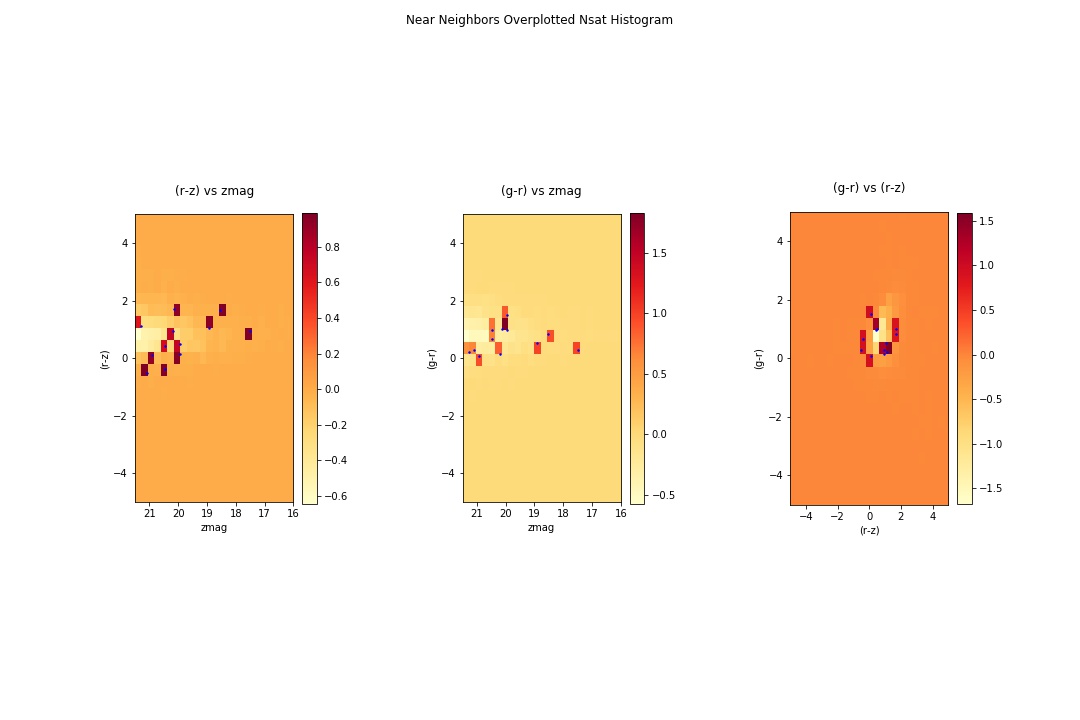 Near Neighbors Overplotted Nsat Histogram
(r-z) vs zmag
4
2
0
−2
−4
(r-z)
21 20 19 18 17 16
zmag
0.8
0.6
0.4
0.2
0.0
−0.2
−0.4
−0.6
(g-r) vs zmag
4
2
0
−2
−4
(g-r)
21 20 19 18 17 16
zmag
1.5
1.0
0.5
0.0
−0.5
(g-r) vs (r-z)
4
2
0
−2
−4
(g-r)
−4 −2 0 2 4
(r-z)
1.5
1.0
0.5
0.0
−0.5
−1.0
−1.5